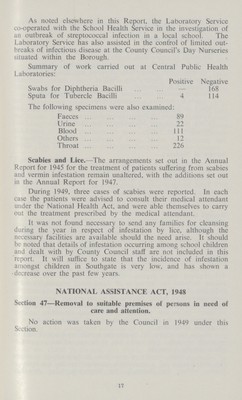 As noted elsewhere in this Report, the Laboratory Service
co-operated with the School Health Service in the investigation of
an outbreak of streptococcal infection in a local school. The
Laboratory Service has also assisted in the control of limited out-
breaks of infectious disease at the County Council's Day Nurseries
situated within the Borough.
Summary of work carried out at Central Public Health
Laboratories:
Positive Negative
Swabs for Diphtheria Bacilli ... ... — 168
Sputa for Tubercle Bacilli ... ... 4 114
The following specimens were also examined:
Faeces ... ... ... ... 89
Urine ... ... ... ... 22
Blood ... ... ... ... 111
Others ... ... ... ... 12
Throat ... ... ... ... 226
Scabies and Lice.—The arrangements set out in the Annual
Report for 1945 for the treatment of patients suffering from scabies
and vermin infestation remain unaltered, with the additions set out
in the Annual Report for 1947.
During 1949, three cases of scabies were reported. In each
case the patients were advised to consult their medical attendant
under the National Health Act, and were able themselves to carry
out the treatment prescribed by the medical attendant.
It was not found necessary to send any families for cleansing
during the year in respect of infestation by lice, although the
necessary facilities are available should the need arise. It should
be noted that details of infestation occurring among school children
and dealt with by County Council staff are not included in this
report. It will suffice to state that the incidence of infestation
amongst children in Southgate is very low, and has shown a
decrease over the past few years.
NATIONAL ASSISTANCE ACT, 1948
Section 47—Removal to suitable premises of persons in need of
care and attention.
No action was taken by the Council in 1949 under this
Section.
17